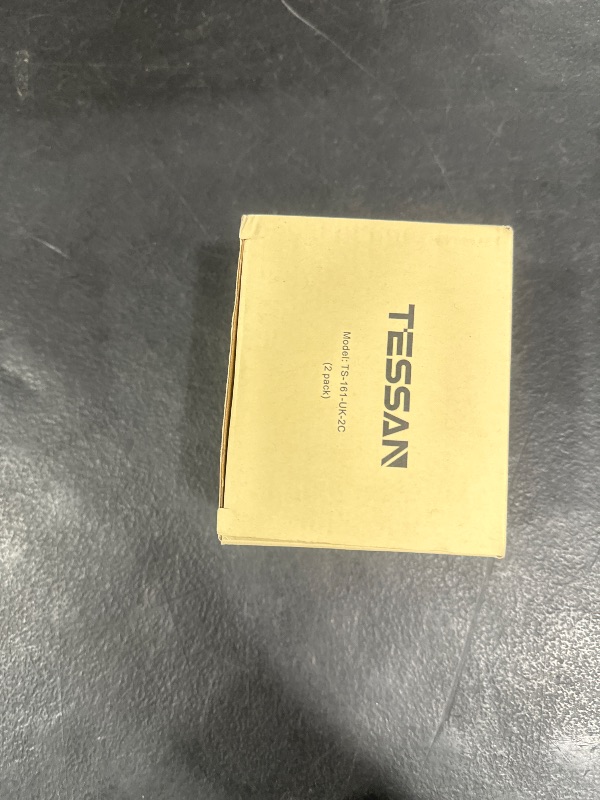 TESSAN
Model: TS-161-UK-2C
(2 pack)